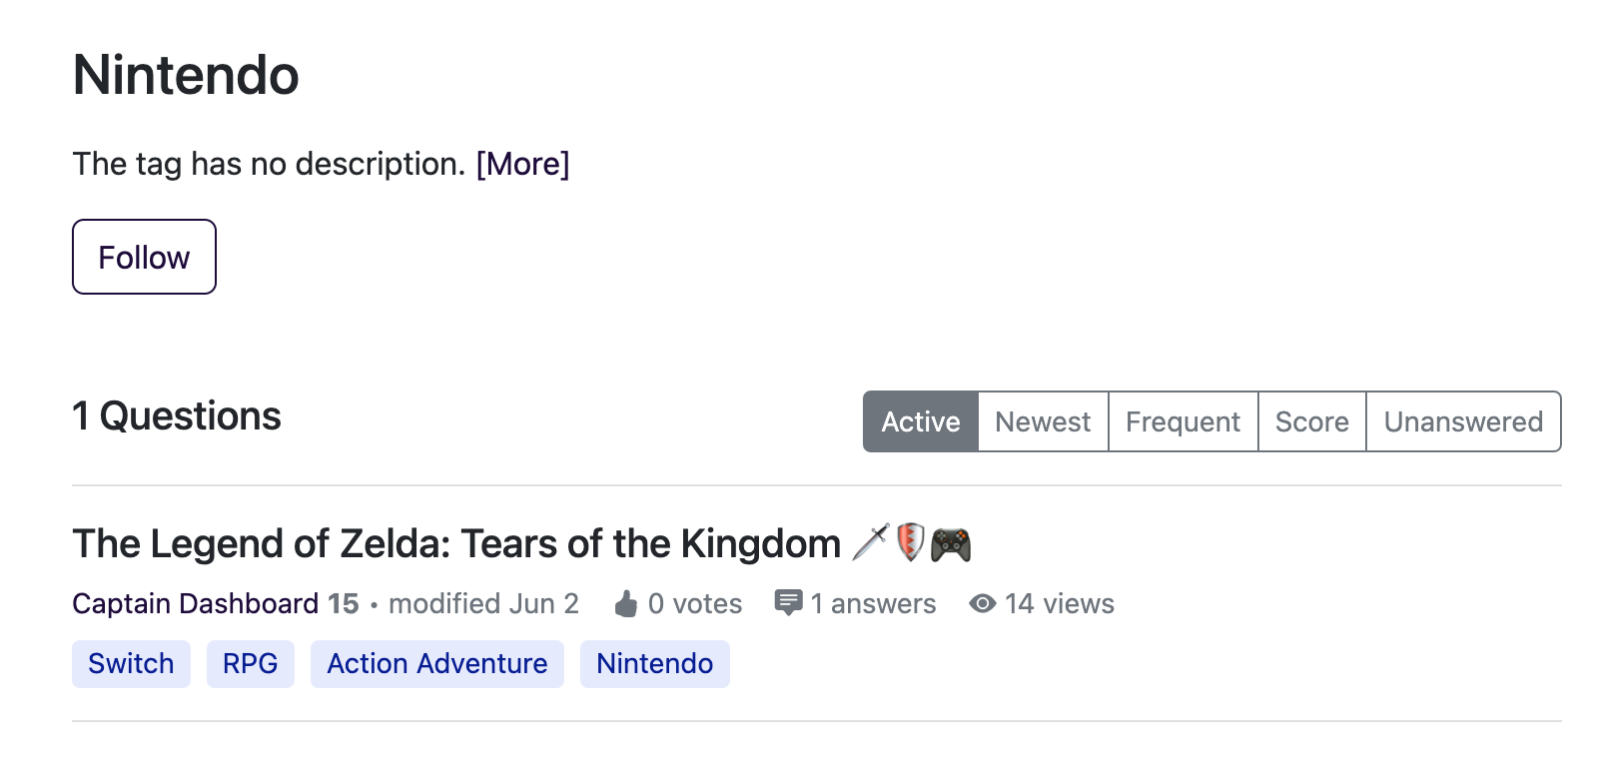 Nintendo
The tag has no description. [More]
Follow
1 Questions
Active Newest Frequent Score Unanswered
The Legend of Zelda: Tears of the Kingdom 🗡️🛡️🎮
Captain Dashboard 15 • modified Jun 2 0 votes 1 answers 14 views
Switch RPG Action Adventure Nintendo